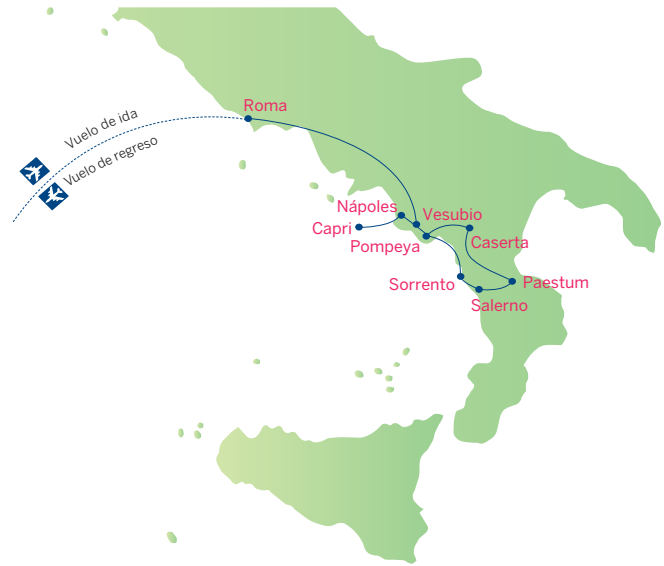 Roma
Vuelo de ida
Vuelo de regreso
Nápoles
Vesubio
Capri
Pompeya
Caserta
Sorrento
Paestum
Salerno